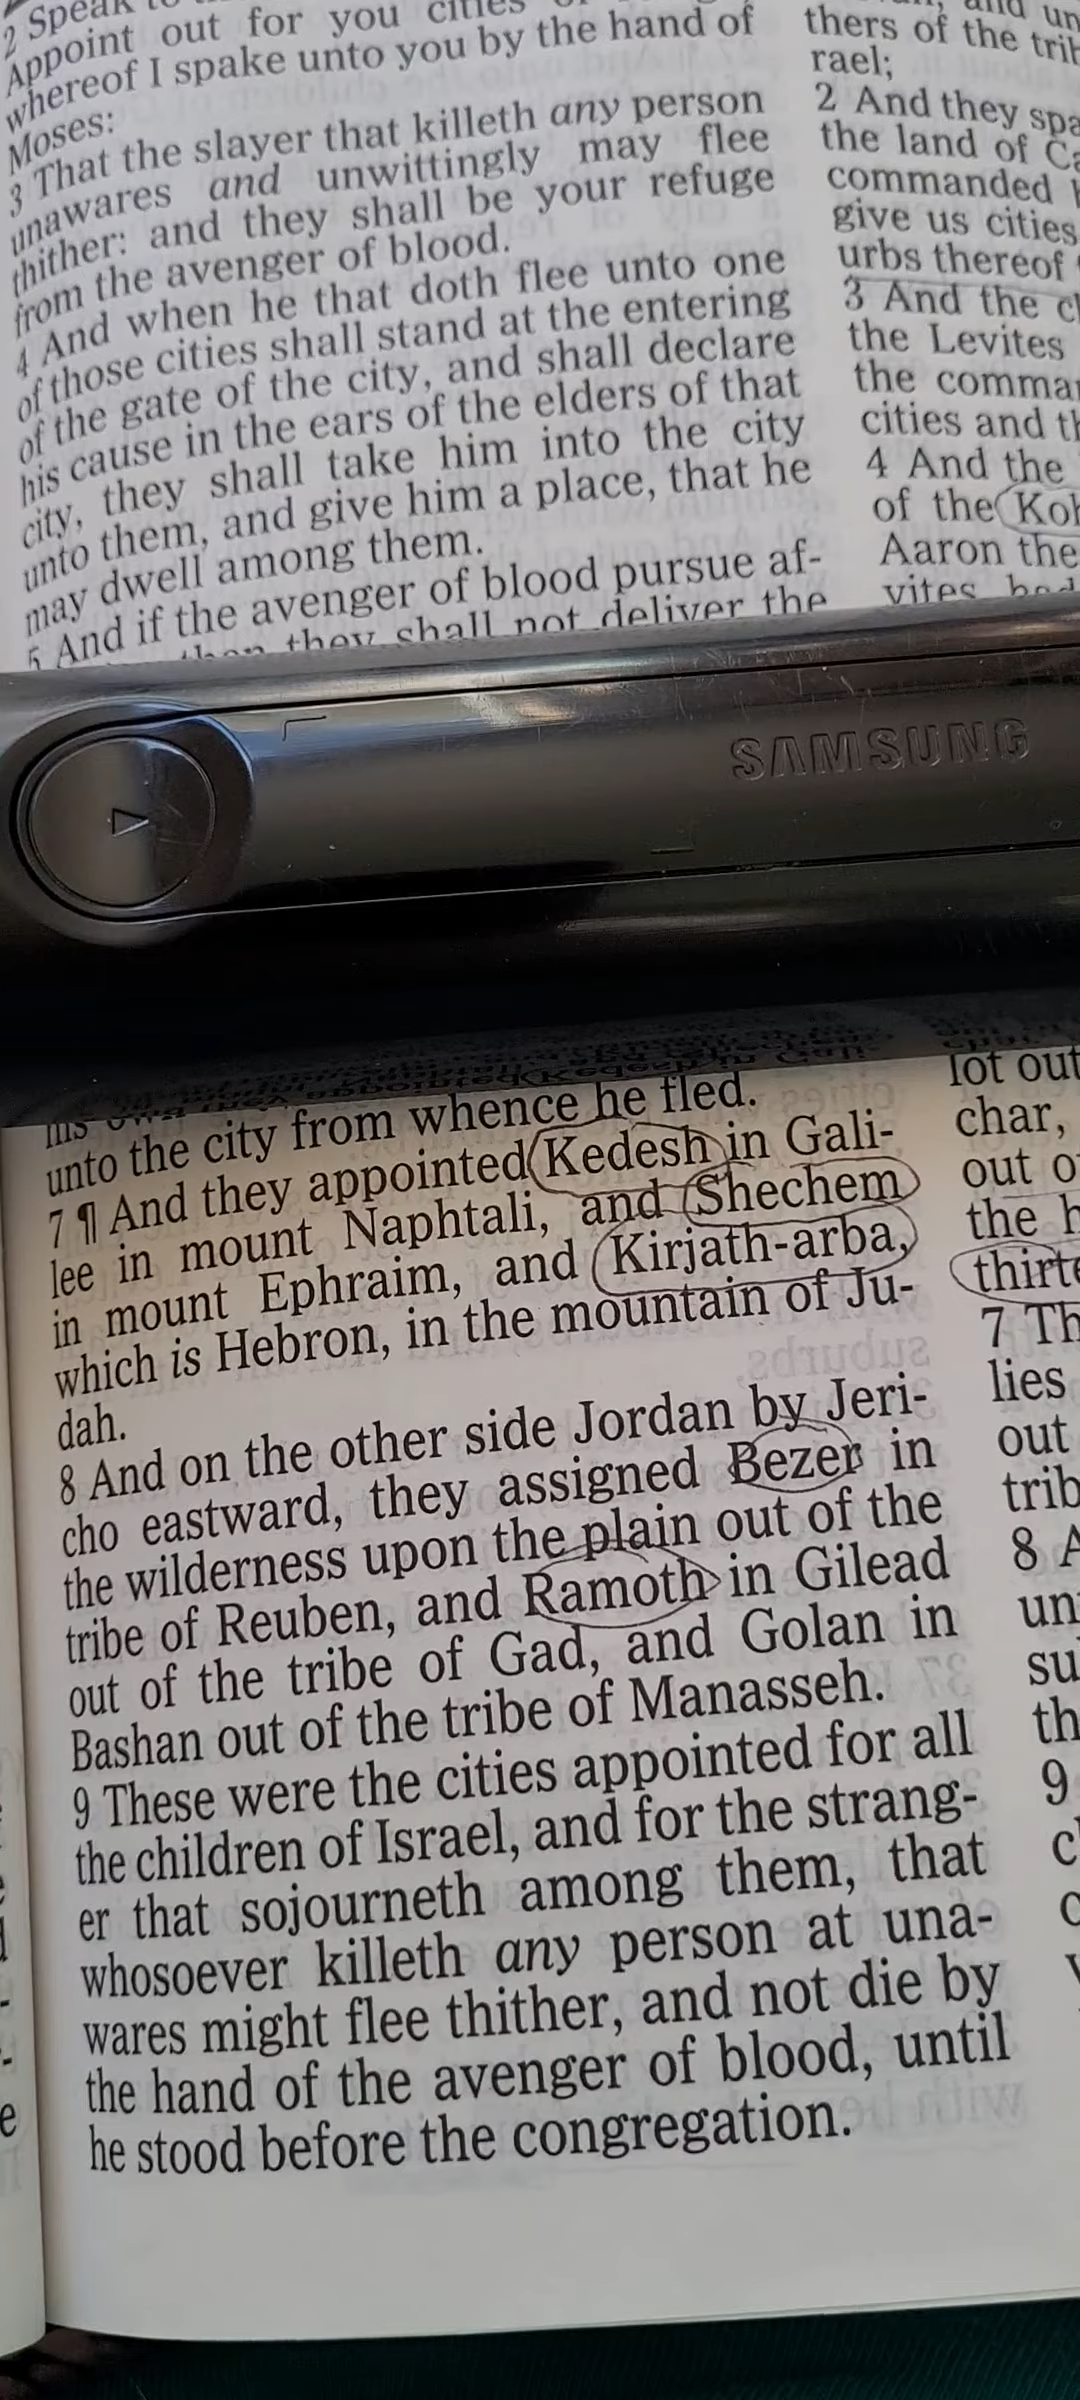 2 Speak
Appoint out for you cities
whereof I spake unto you by the hand of
Moses:
3 That the slayer that killeth any person
unawares and unwittingly may flee
thither: and they shall be your refuge
from the avenger of blood.
4 And when he that doth flee unto one
of those cities shall stand at the entering
of the gate of the city, and shall declare
his cause in the ears of the elders of that
city, they shall take him into the city
unto them, and give him a place, that he
may dwell among them.
5 And if the avenger of blood pursue af-
they shall not deliver the
SAMSUNG
unto the city from whence he fled.
7 ¶ And they appointed Kedesh in Gali-
lee in mount Naphtali, and Shechem
in mount Ephraim, and Kirjath-arba,
which is Hebron, in the mountain of Ju-
dah.
8 And on the other side Jordan by Jeri-
cho eastward, they assigned Bezer in
the wilderness upon the plain out of the
tribe of Reuben, and Ramoth in Gilead
out of the tribe of Gad, and Golan in
Bashan out of the tribe of Manasseh.
9 These were the cities appointed for all
the children of Israel, and for the strang-
er that sojourneth among them, that
whosoever killeth any person at una-
wares might flee thither, and not die by
the hand of the avenger of blood, until
he stood before the congregation.
thers of the
rael;
2 And they
the land of
commanded
give us cities
urbs thereof
3 And the
the Levites
the
cities and
4 And the
of the
Aaron the
lot out
char,
out
the
7
lies
out
8
9